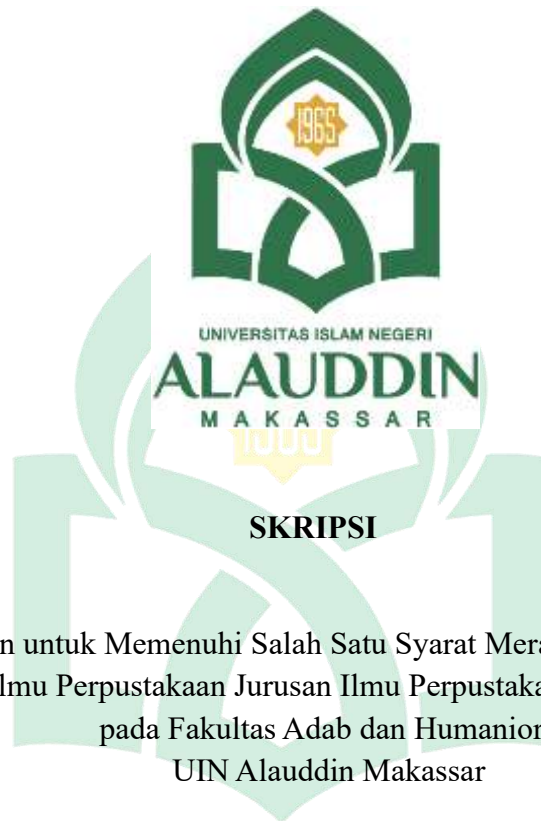 1965
UNIVERSITAS ISLAM NEGERI
ALAUDDIN
MAKASSAR
1965
SKRIPSI
n untuk Memenuhi Salah Satu Syarat Mera
lmu Perpustakaan Jurusan Ilmu Perpustaka
pada Fakultas Adab dan Humanior
UIN Alauddin Makassar